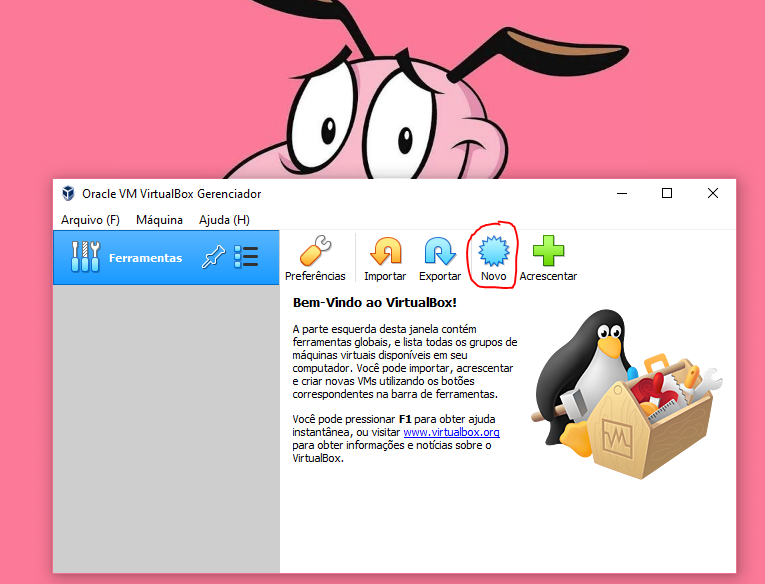 Oracle VM VirtualBox Gerenciador
Arquivo (F) Máquina Ajuda (H)
Ferramentas
Preferências Importar Exportar Novo Acrescentar
Bem-Vindo ao VirtualBox!
A parte esquerda desta janela contém
ferramentas globais, e lista todas os grupos de
máquinas virtuais disponíveis em seu
computador. Você pode importar, acrescentar
e criar novas VMs utilizando os botões
correspondentes na barra de ferramentas.
Você pode pressionar F1 para obter ajuda
instantânea, ou visitar www.virtualbox.org
para obter informações e notícias sobre o
VirtualBox.